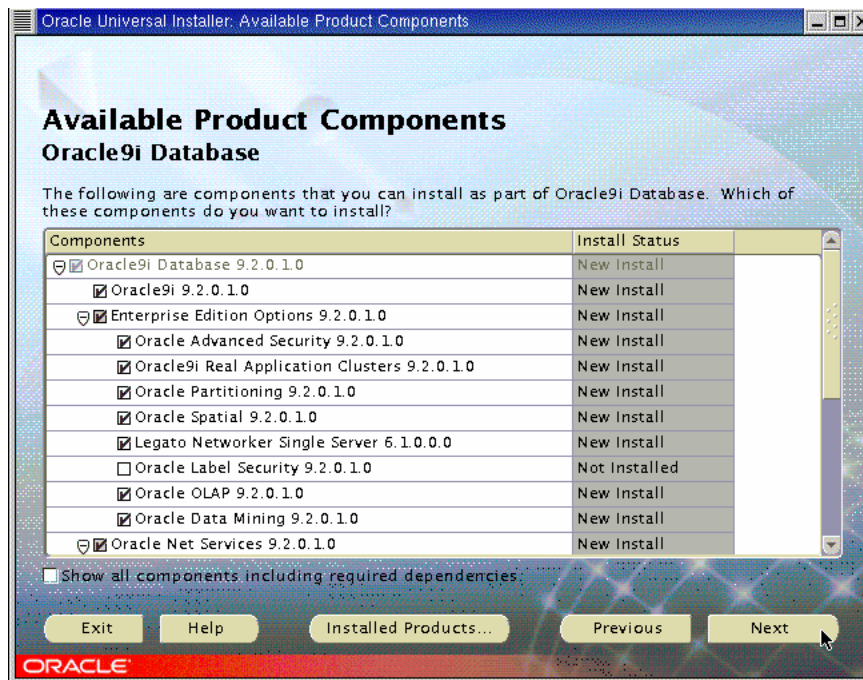 Oracle Universal Installer: Available Product Components
Available Product Components
Oracle9i Database
The following are components that you can install as part of Oracle9i Database. Which of
these components do you want to install?
Components Install Status
Oracle9i Database 9.2.0.1.0 New Install
Oracle9i 9.2.0.1.0 New Install
Enterprise Edition Options 9.2.0.1.0 New Install
Oracle Advanced Security 9.2.0.1.0 New Install
Oracle9i Real Application Clusters 9.2.0.1.0 New Install
Oracle Partitioning 9.2.0.1.0 New Install
Oracle Spatial 9.2.0.1.0 New Install
Legato Networker Single Server 6.1.0.0.0 New Install
Oracle Label Security 9.2.0.1.0 Not Installed
Oracle OLAP 9.2.0.1.0 New Install
Oracle Data Mining 9.2.0.1.0 New Install
Oracle Net Services 9.2.0.1.0 New Install
Show all components including required dependencies.
Exit Help Installed Products... Previous Next
ORACLE